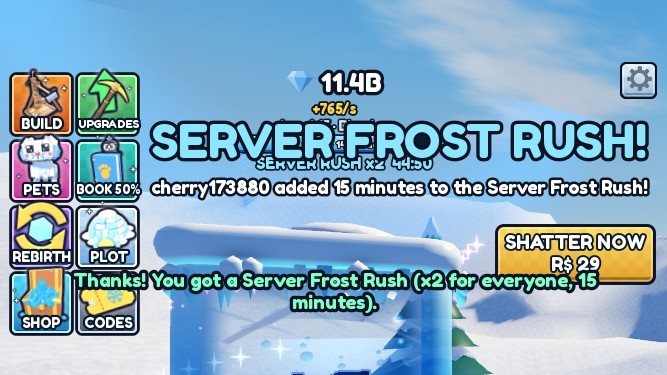 11.4B
+765/s
SERVER FROST RUSH!
SERVER RUSH x2 44:50
cherry173880 added 15 minutes to the Server Frost Rush!
BUILD
UPGRADES
PETS
BOOK 50%
REBIRTH
PLOT
SHATTER NOW
R$ 29
Thanks! You got a Server Frost Rush (x2 for everyone, 15
minutes).
SHOP
CODES